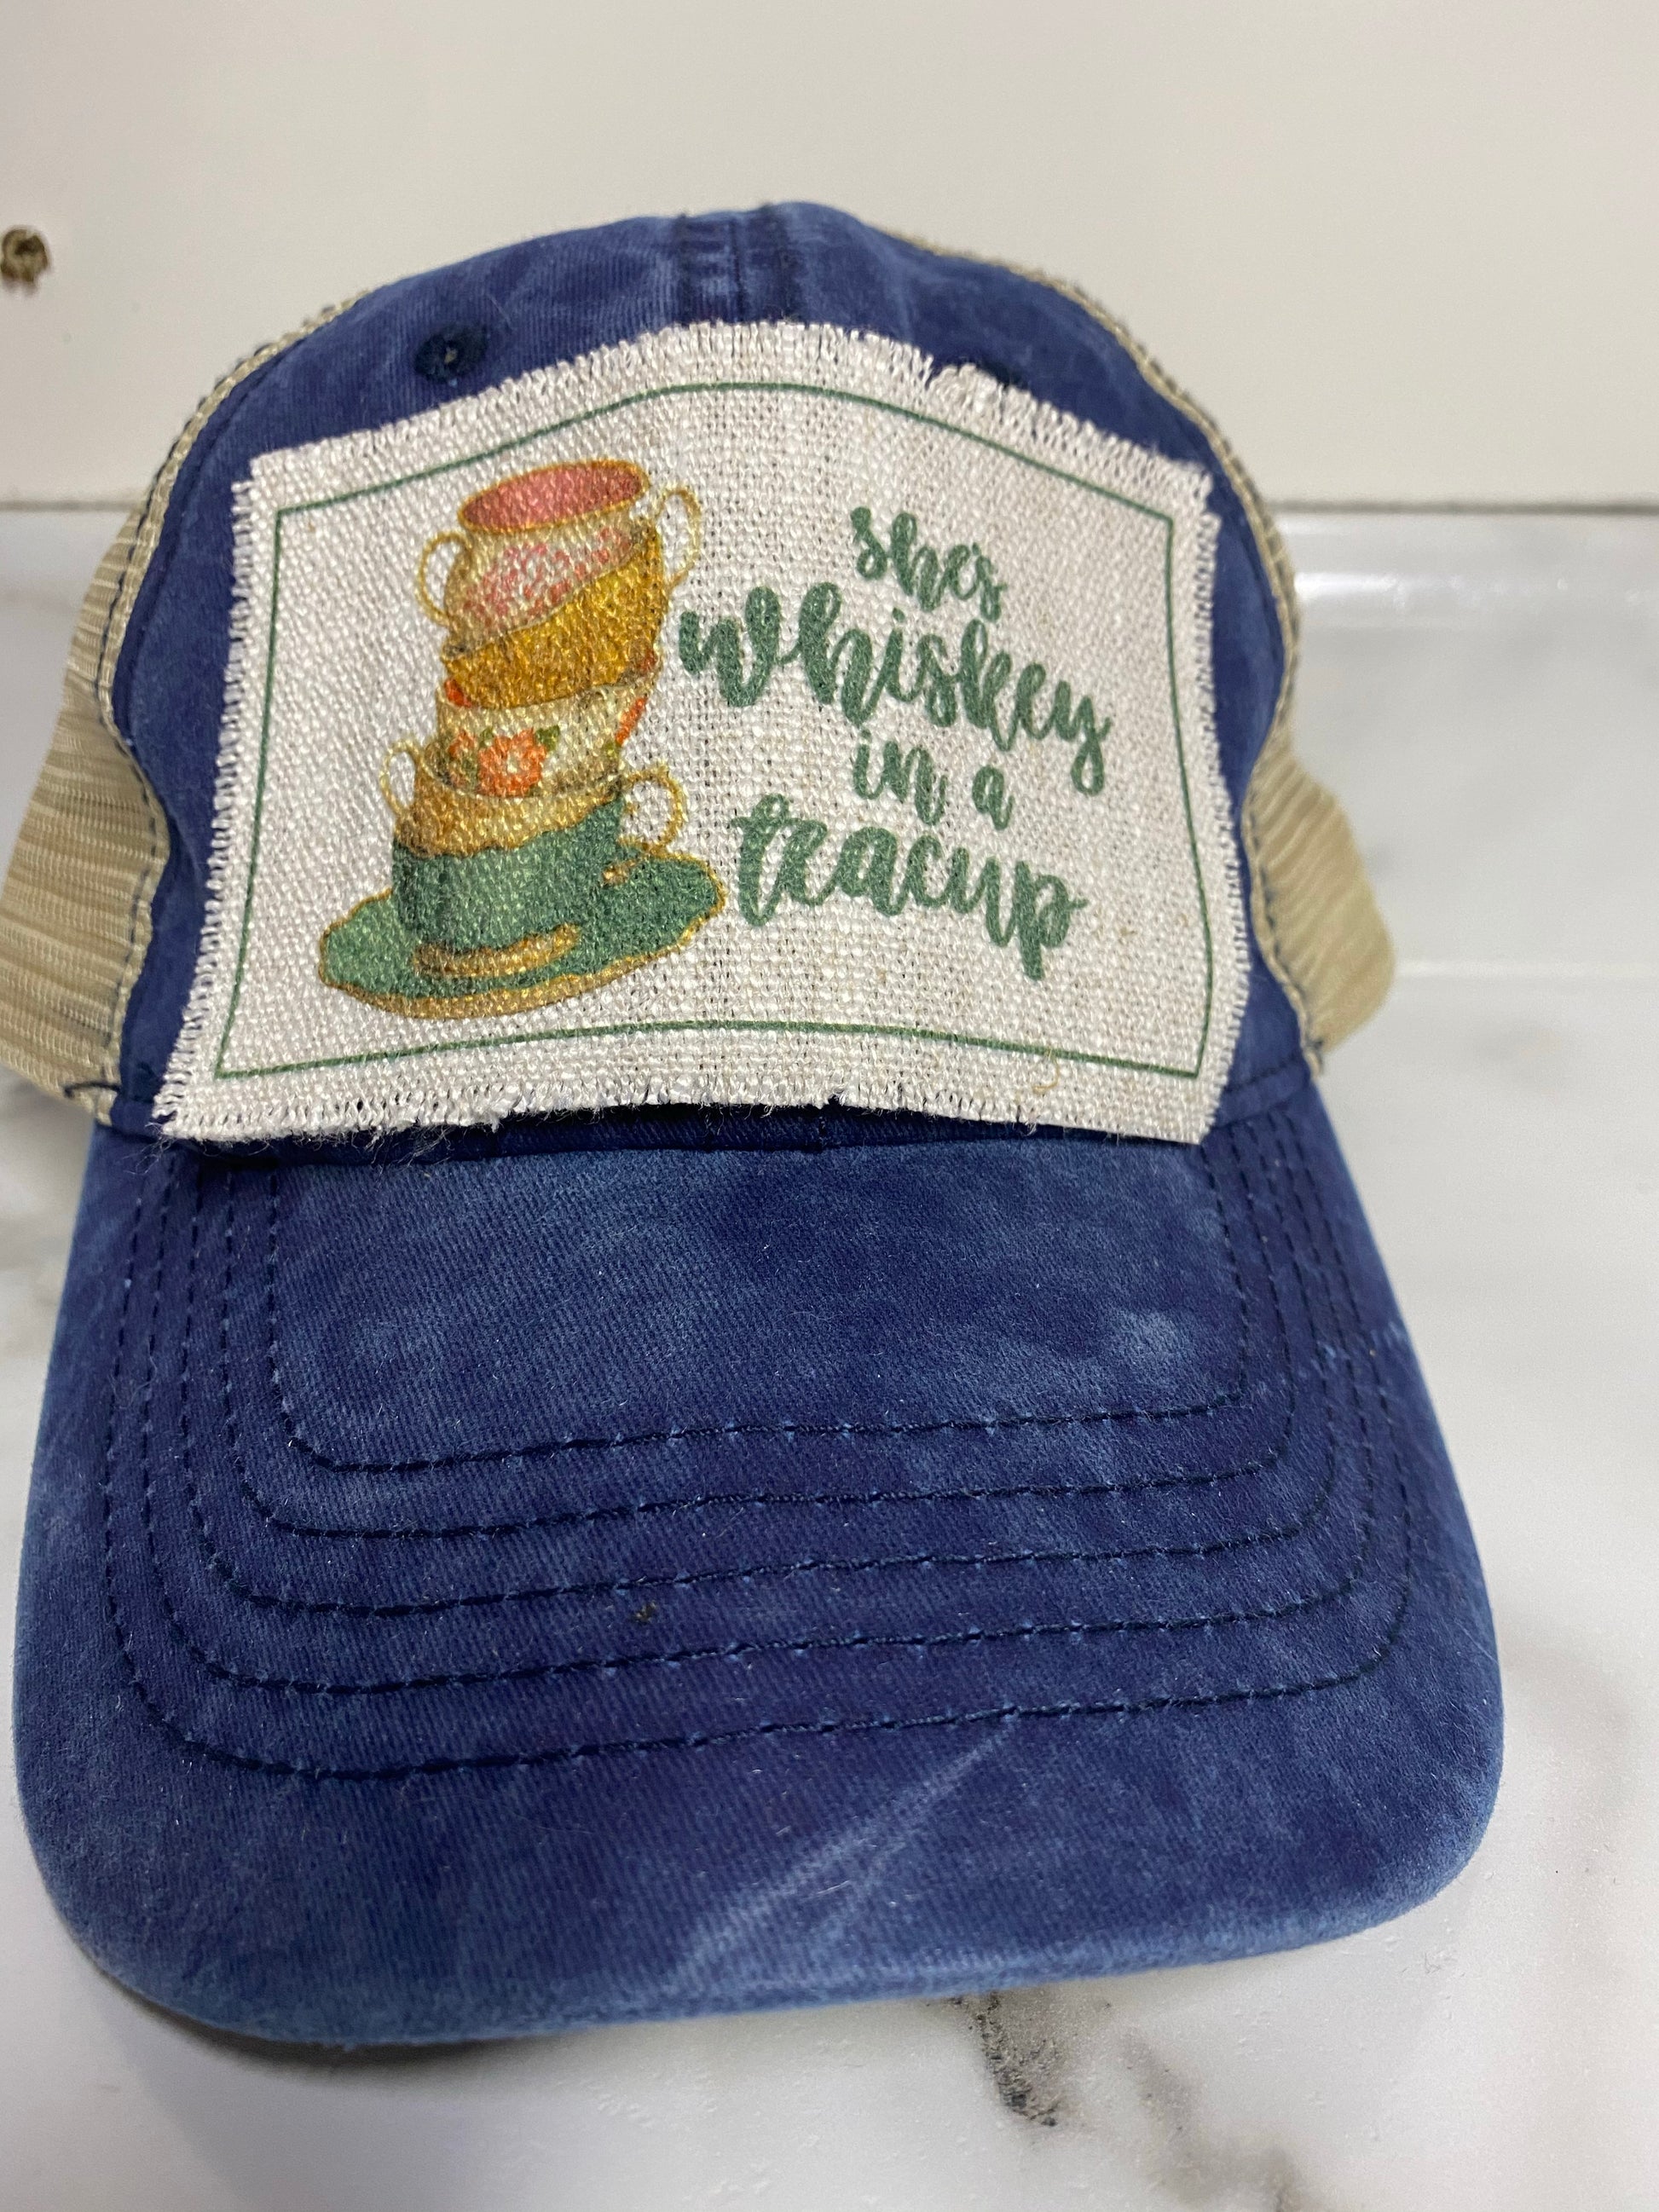 she's
whiskey
in a
teacup